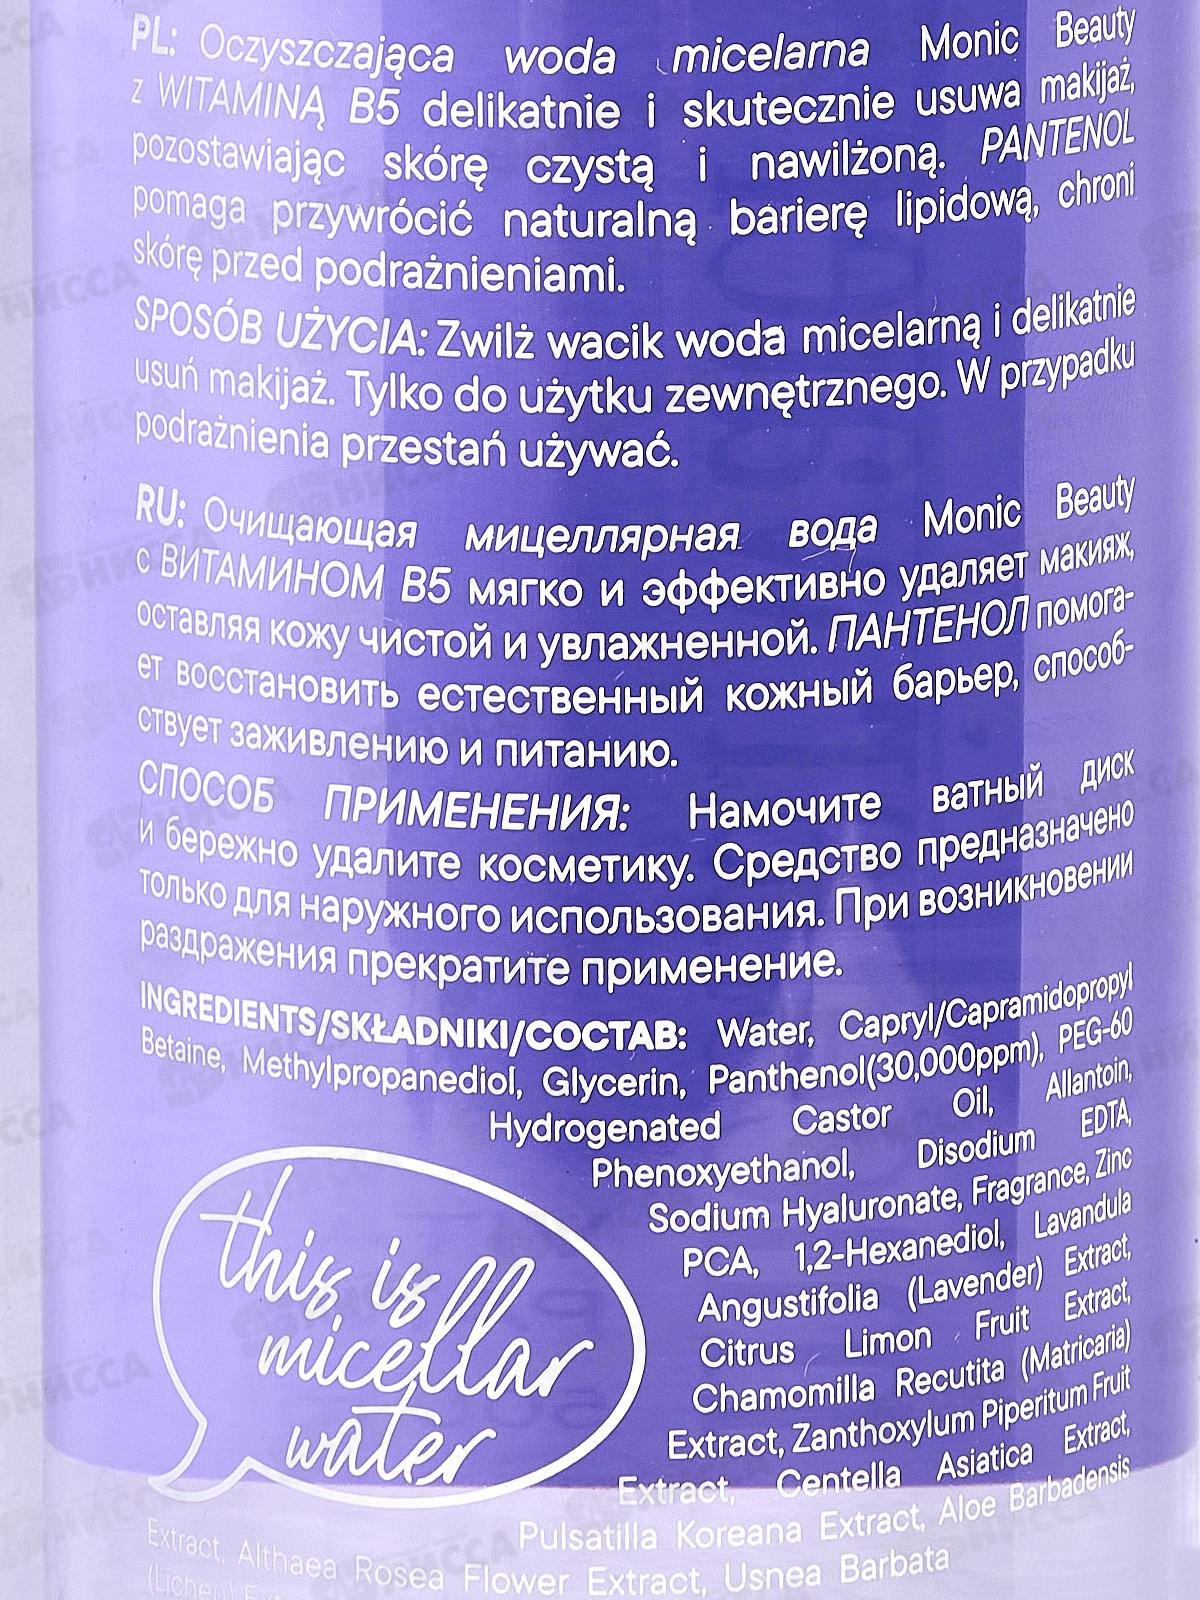 PL: Oczyszczająca woda micelarna Monic Beauty
z WITAMINĄ B5 delikatnie i skutecznie usuwa makijaż,
pozostawiając skórę czystą i nawilżoną. PANTENOL
pomaga przywrócić naturalną barierę lipidową, chroni
skórę przed podrażnieniami.
SPOSÓB UŻYCIA: Zwilż wacik woda micelarną i delikatnie
usuń makijaż. Tylko do użytku zewnętrznego. W przypadku
podrażnienia przestań używać.
RU: Очищающая мицеллярная вода Monic Beauty
с ВИТАМИНОМ B5 мягко и эффективно удаляет макияж,
оставляя кожу чистой и увлажненной. ПАНТЕНОЛ помога-
ет восстановить естественный кожный барьер, способ-
ствует заживлению и питанию.
СПОСОБ ПРИМЕНЕНИЯ: Намочите ватный диск
и бережно удалите косметику. Средство предназначено
только для наружного использования. При возникновении
раздражения прекратите применение.
INGREDIENTS/SKŁADNIKI/СОСТАВ: Water, Capryl/Capramidopropyl
Betaine, Methylpropanediol, Glycerin, Panthenol(30,000ppm), PEG-60
Hydrogenated Castor Oil, Allantoin,
Phenoxyethanol, Disodium EDTA,
Sodium Hyaluronate, Fragrance, Zinc
PCA, 1,2-Hexanediol, Lavandula
Angustifolia (Lavender) Extract,
Citrus Limon Fruit Extract,
Chamomilla Recutita (Matricaria)
Extract, Zanthoxylum Piperitum Fruit
Extract, Centella Asiatica Extract,
Pulsatilla Koreana Extract, Aloe Barbadensis
Extract, Althaea Rosea Flower Extract, Usnea Barbata
(Lichen)
this is
micellar
water